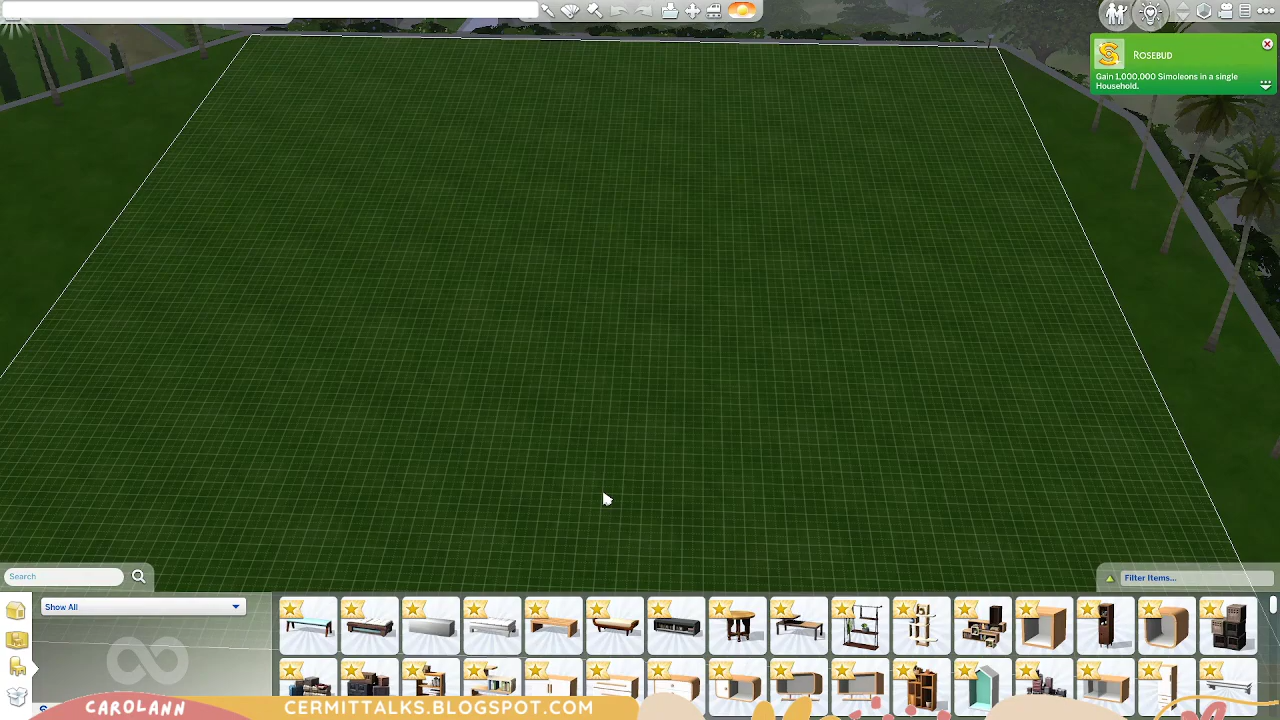 ROSEBUD
Gain 1,000,000 Simoleons in a single
Household.
Search
Filter Items...
Show All
CAROLANN
CERMITTALKS.BLOGSPOT.COM